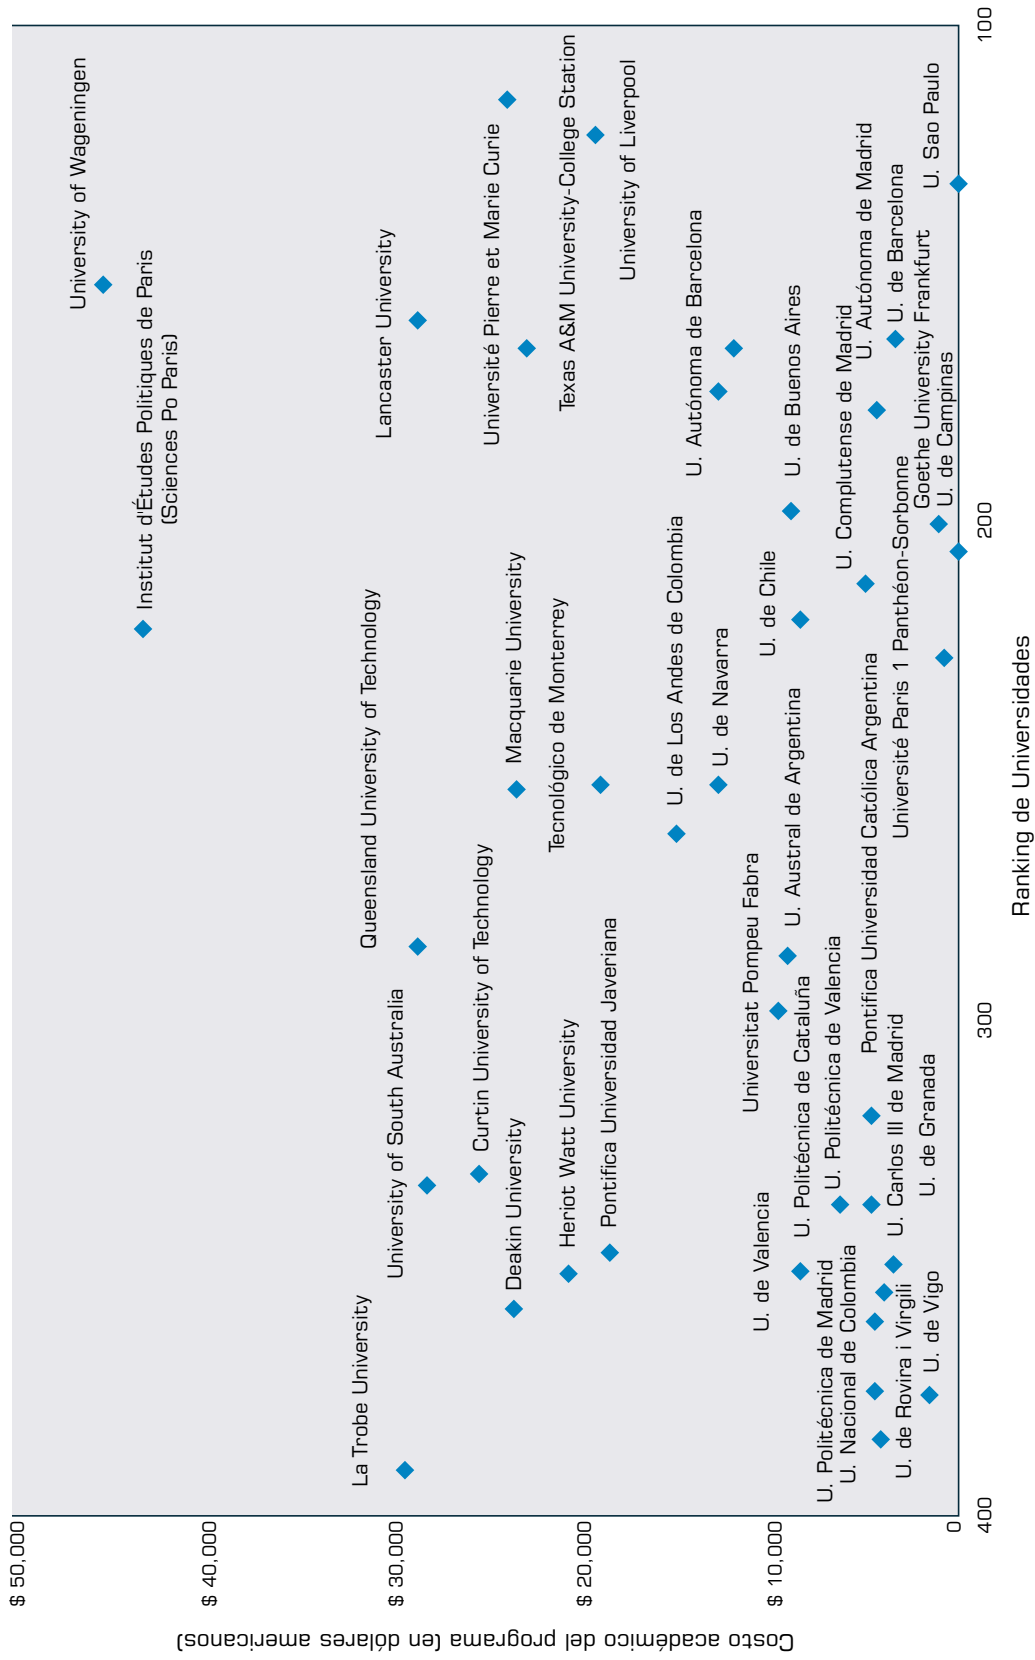 $ 50,000
$ 40,000
$ 30,000
$ 20,000
$ 10,000
0
Costo académico del programa (en dólares americanos)
400
300
200
100
Ranking de Universidades
University of Wageningen
Institut d'Études Politiques de Paris
(Sciences Po Paris)
La Trobe University
Queensland University of Technology
Lancaster University
University of South Australia
Curtin University of Technology
Université Pierre et Marie Curie
Deakin University
Macquarie University
Tecnológico de Monterrey
Texas A&M University-College Station
Heriot Watt University
Pontifica Universidad Javeriana
University of Liverpool
U. de Los Andes de Colombia
U. Autónoma de Barcelona
U. de Navarra
Universitat Pompeu Fabra
U. de Valencia
U. de Chile
U. de Buenos Aires
U. Austral de Argentina
U. Politécnica de Cataluña
U. Politécnica de Madrid
U. Politécnica de Valencia
U. Nacional de Colombia
U. Complutense de Madrid
U. Autónoma de Madrid
Pontifica Universidad Católica Argentina
U. Carlos III de Madrid
U. de Rovira i Virgili
Université Paris 1 Panthéon-Sorbonne
U. de Barcelona
Goethe University Frankfurt
U. de Granada
U. de Vigo
U. de Campinas
U. Sao Paulo